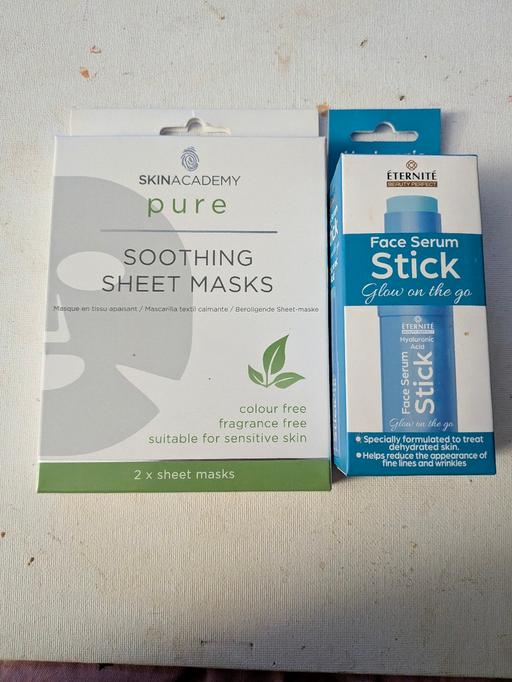 SKINACADEMY
pure
SOOTHING
SHEET MASKS
Masque en tissu apaisant / Mascarilla textil calmante / Beroligende Sheet-maske
colour free
fragrance free
suitable for sensitive skin
2 x sheet masks
ÉTERNITÉ
BEAUTY PERFECT
Face Serum
Stick
Glow on the go
ÉTERNITÉ
BEAUTY PERFECT
Hyaluronic
Acid
Face Serum
Stick
Glow on the go
Specially formulated to treat
dehydrated skin.
Helps reduce the appearance of
fine lines and wrinkles